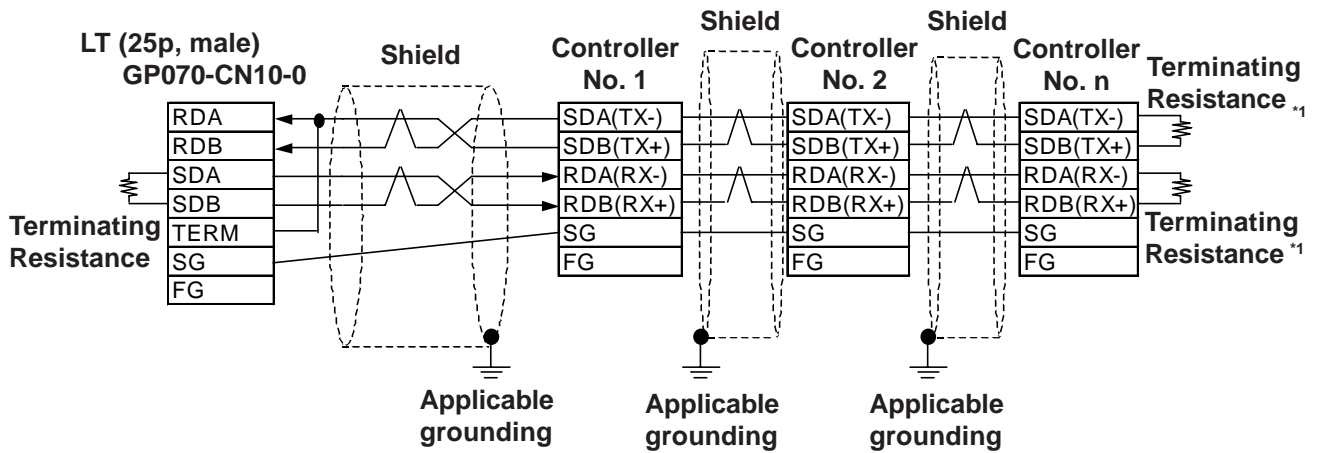 LT (25p, male)
GP070-CN10-0
RDA
RDB
SDA
SDB
TERM
SG
FG
Terminating
Resistance
Shield
Controller
No. 1
SDA(TX-)
SDB(TX+)
RDA(RX-)
RDB(RX+)
SG
FG
Shield
Controller
No. 2
SDA(TX-)
SDB(TX+)
RDA(RX-)
RDB(RX+)
SG
FG
Shield
Controller
No. n
SDA(TX-)
SDB(TX+)
RDA(RX-)
RDB(RX+)
SG
FG
Terminating
Resistance *1
Terminating
Resistance *1
Applicable
grounding
Applicable
grounding
Applicable
grounding